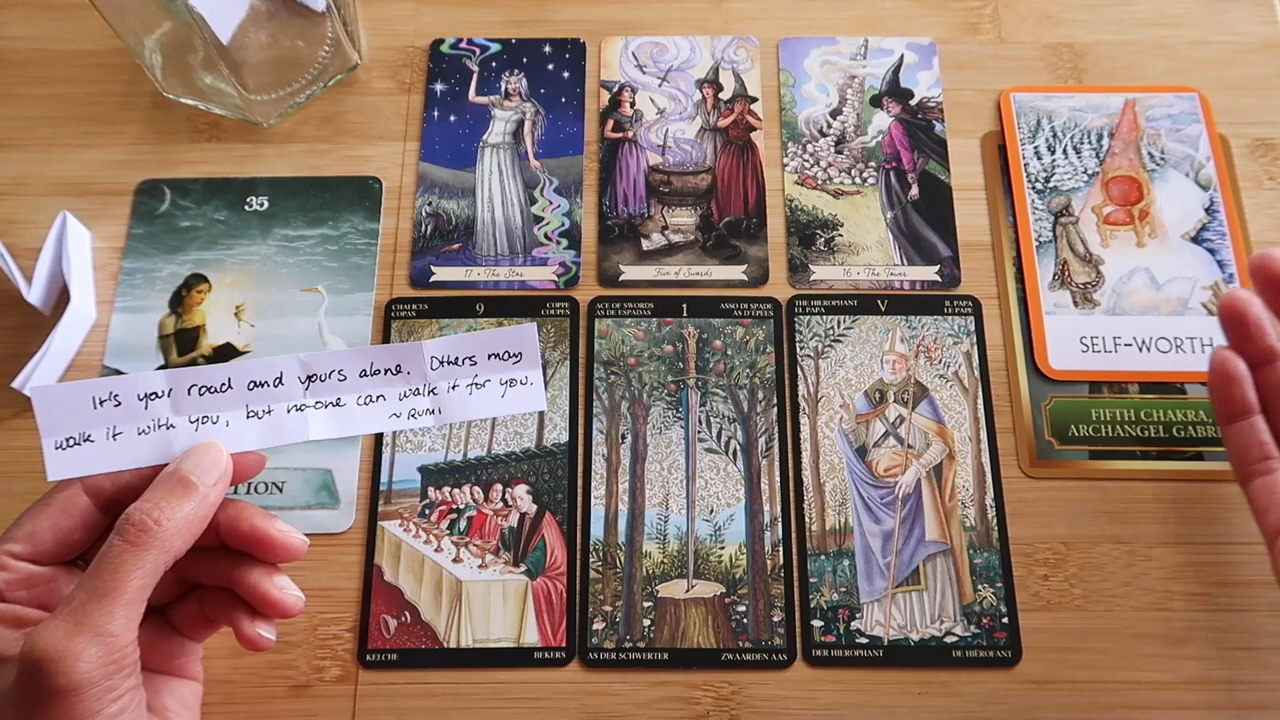 17 • The Star
Five of Swords
16 • The Tower
35
It's your road and yours alone. Others may
walk it with you, but no-one can walk it for you.
~ RUMI
TION
CHALICES
COPAS
9
COPPE
COUPES
KELCHE
BEKERS
ACE OF SWORDS
AS DE ESPADAS
1
ASSO DI SPADE
AS D'ÉPÉES
AS DER SCHWERTER
ZWAARDEN AAS
THE HIEROPHANT
EL PAPA
V
IL PAPA
LE PAPE
DER HIEROPHANT
DE HIËROFANT
SELF-WORTH
FIFTH CHAKRA,
ARCHANGEL GABRI